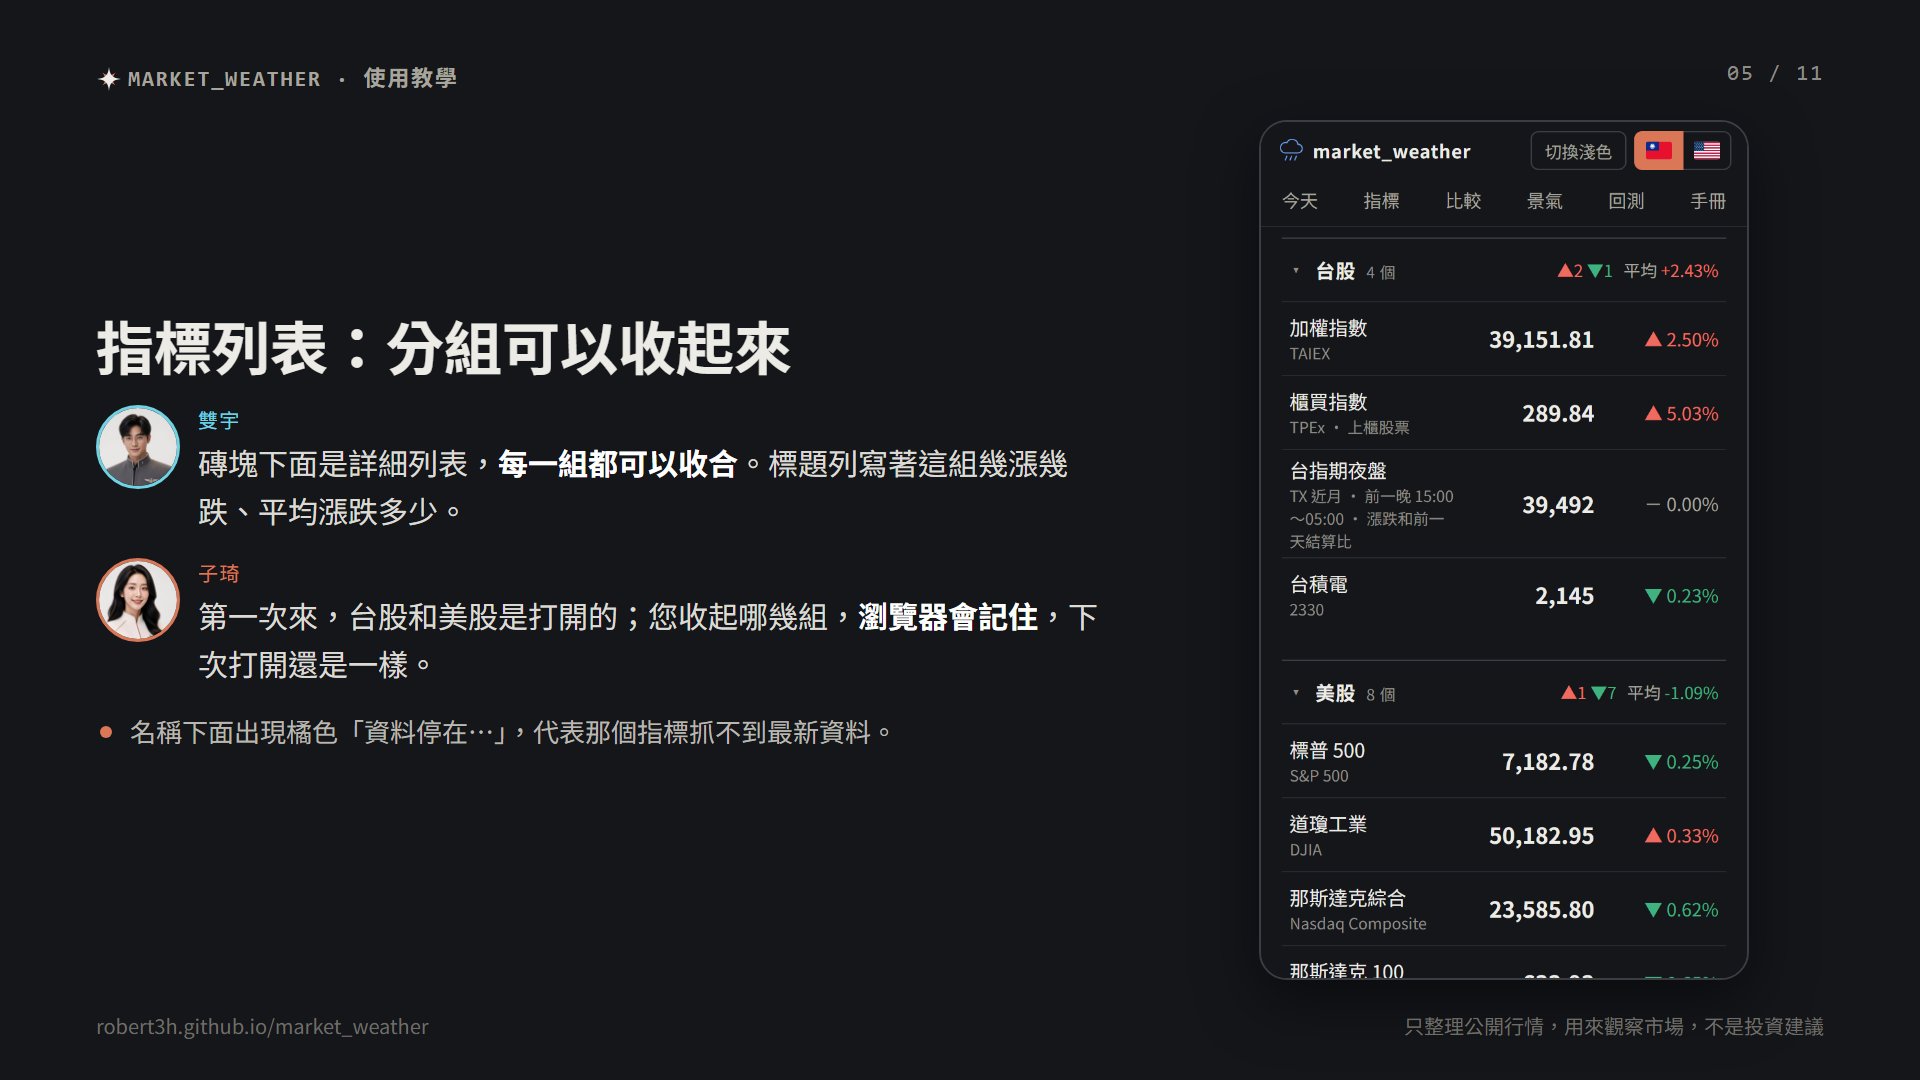 MARKET_WEATHER · 使用教學
05 / 11
指標列表：分組可以收起來
雙宇
磚塊下面是詳細列表，每一組都可以收合。標題列寫著這組幾漲幾
跌、平均漲跌多少。
子琦
第一次來，台股和美股是打開的；您收起哪幾組，瀏覽器會記住，下
次打開還是一樣。
名稱下面出現橘色「資料停在…」，代表那個指標抓不到最新資料。
market_weather 切換淺色
今天 指標 比較 景氣 回測 手冊
▾ 台股 4 個 ▲2 ▼1 平均 +2.43%
加權指數
TAIEX
39,151.81 ▲ 2.50%
櫃買指數
TPEx · 上櫃股票
289.84 ▲ 5.03%
台指期夜盤
TX 近月 · 前一晚 15:00
～05:00 · 漲跌和前一
天結算比
39,492 — 0.00%
台積電
2330
2,145 ▼ 0.23%
▾ 美股 8 個 ▲1 ▼7 平均 -1.09%
標普 500
S&P 500
7,182.78 ▼ 0.25%
道瓊工業
DJIA
50,182.95 ▲ 0.33%
那斯達克綜合
Nasdaq Composite
23,585.80 ▼ 0.62%
那斯達克 100
robert3h.github.io/market_weather
只整理公開行情，用來觀察市場，不是投資建議